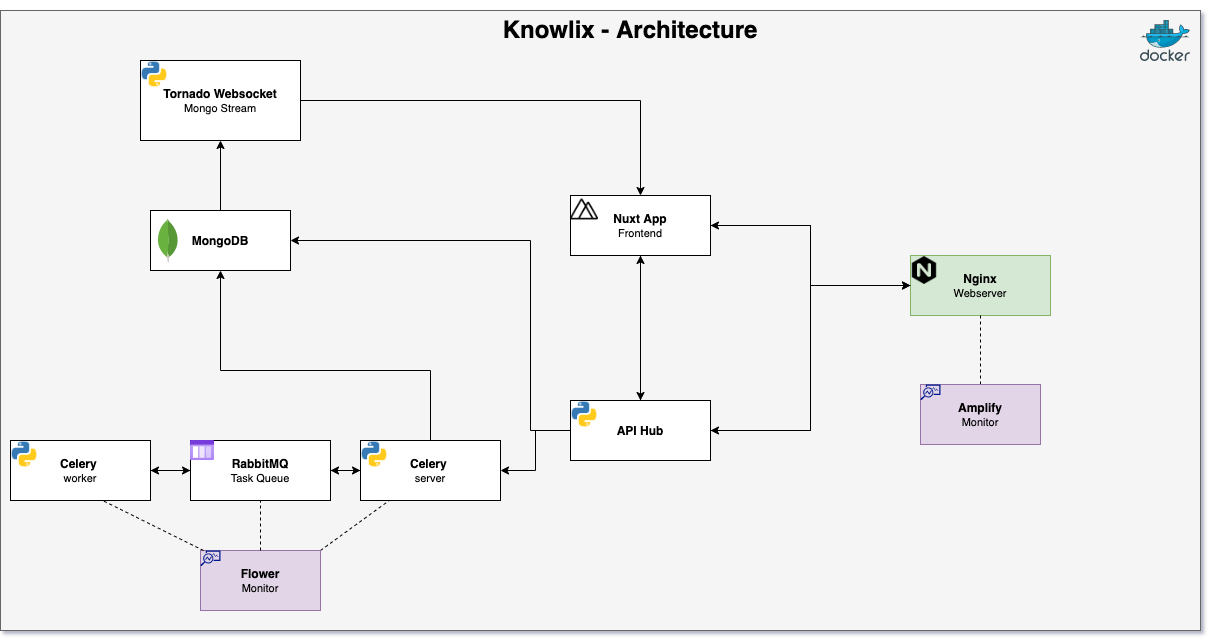 Knowlix - Architecture
docker
Tornado Websocket
Mongo Stream
MongoDB
Nuxt App
Frontend
N
Nginx
Webserver
Amplify
Monitor
API Hub
Celery
worker
RabbitMQ
Task Queue
Celery
server
Flower
Monitor